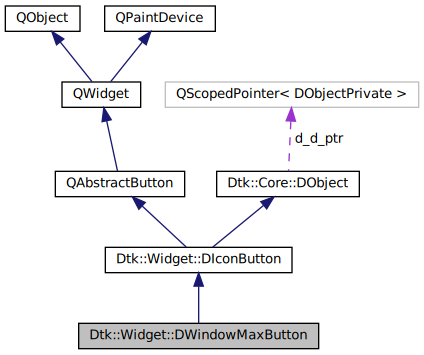 QObject
QPaintDevice
QWidget
QScopedPointer< DObjectPrivate >
d_d_ptr
QAbstractButton
Dtk::Core::DObject
Dtk::Widget::DIconButton
Dtk::Widget::DWindowMaxButton